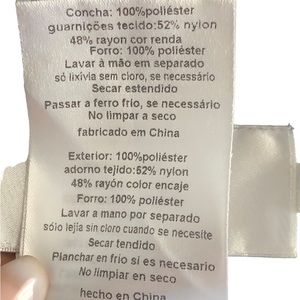 Concha: 100%poliéster
guarnições tecido:52% nylon
48% rayon cor renda
Forro: 100% poliéster
Lavar à mão em separado
só lixívia sem cloro, se necessário
Secar estendido
Passar a ferro frio, se necessário
No limpar a seco
fabricado em China
Exterior: 100%poliéster
adorno tejido:52% nylon
48% rayón color encaje
Forro: 100% poliéster
Lavar a mano por separado
sólo lejía sin cloro cuando se necesite
Secar tendido
Planchar en frío si es necesario
No limpiar en seco
hecho en China